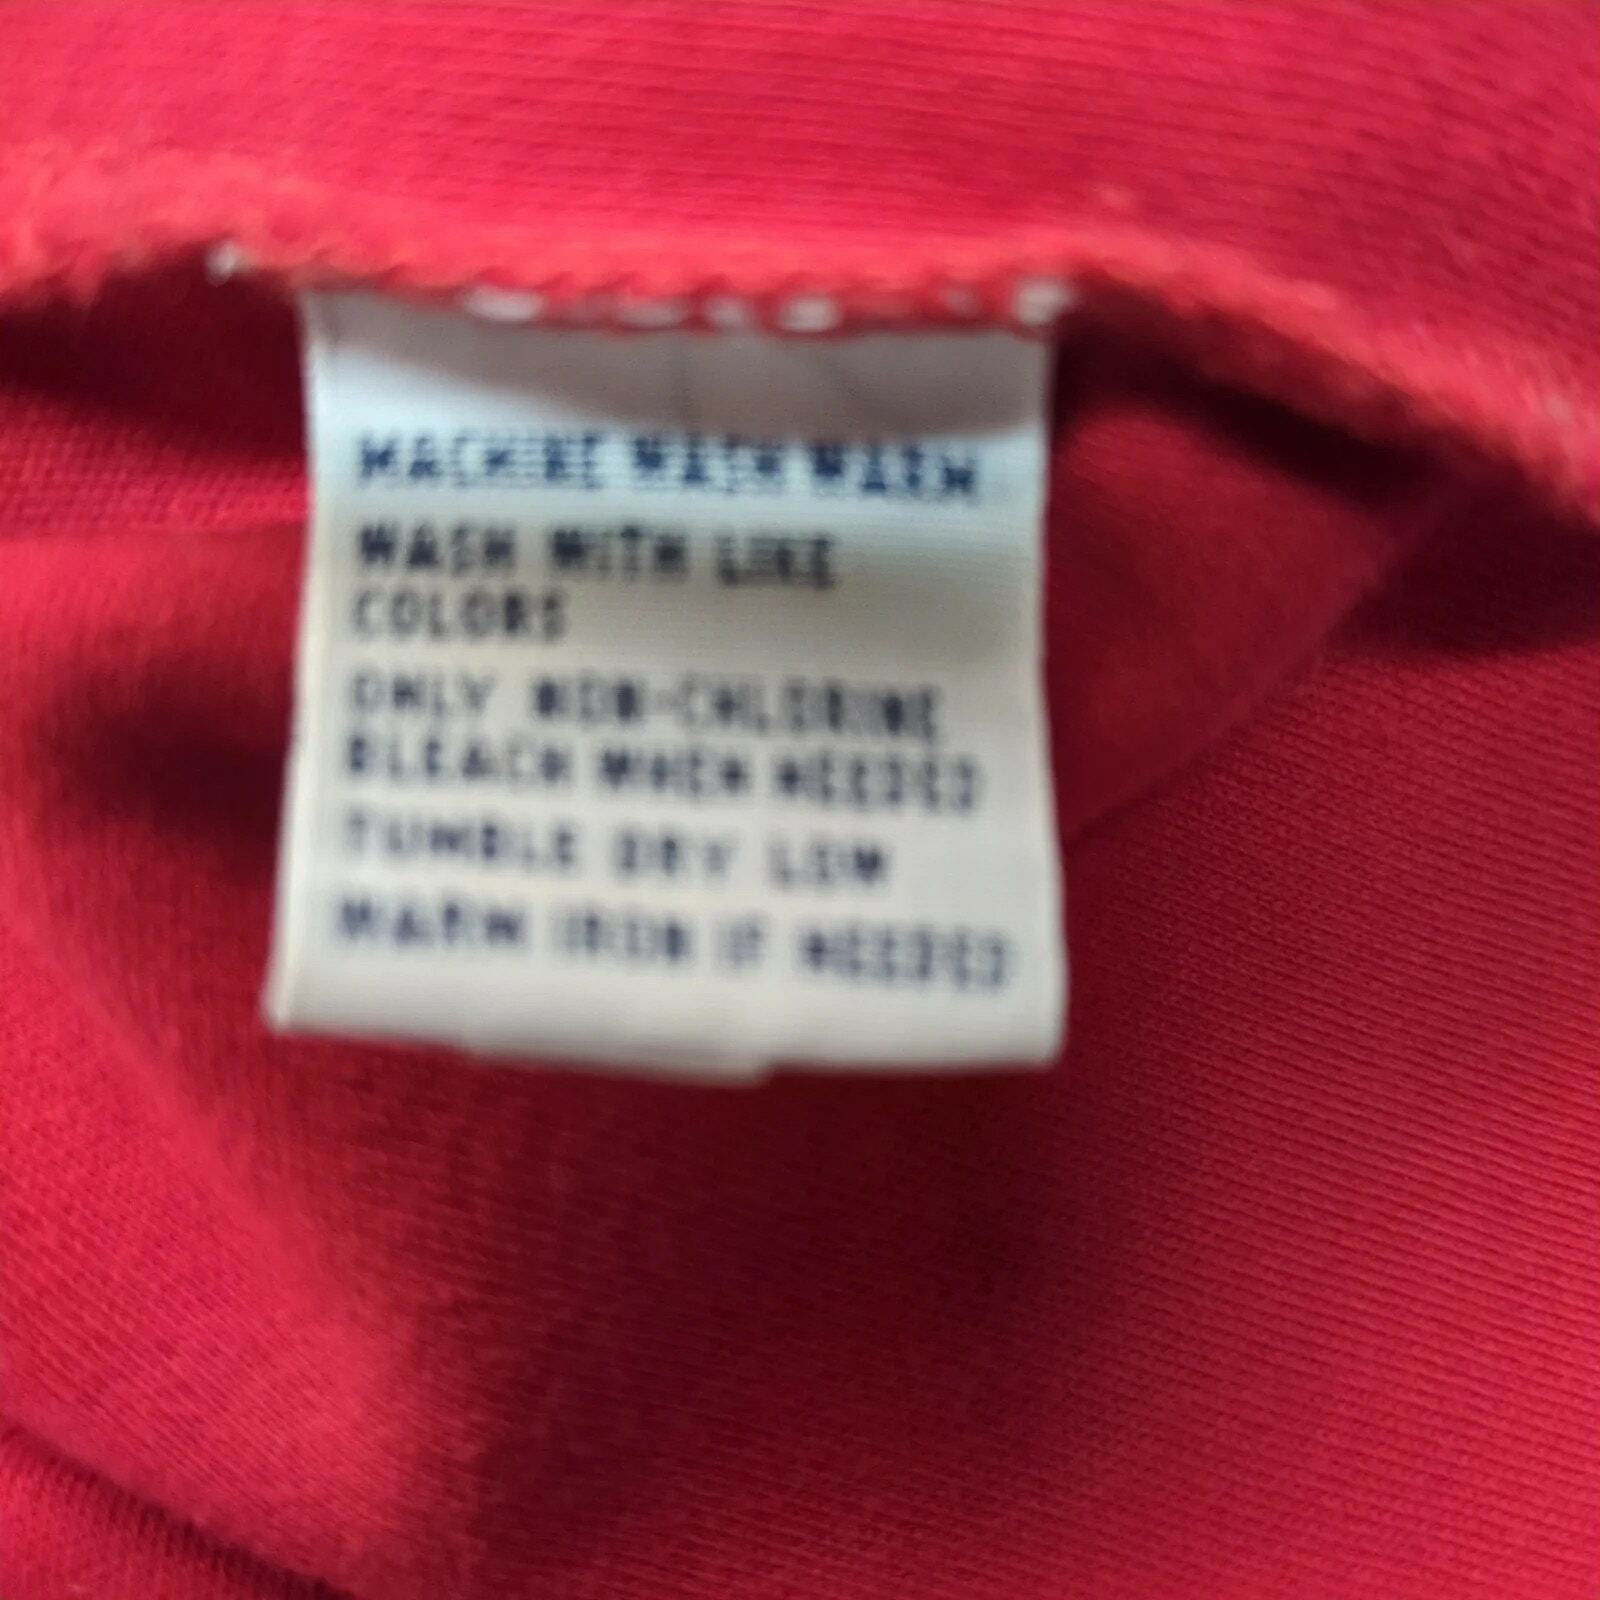 MACHINE WASH WARM
WASH WITH LIKE
COLORS
ONLY NON-CHLORINE
BLEACH WHEN NEEDED
TUMBLE DRY LOW
WARM IRON IF NEEDED